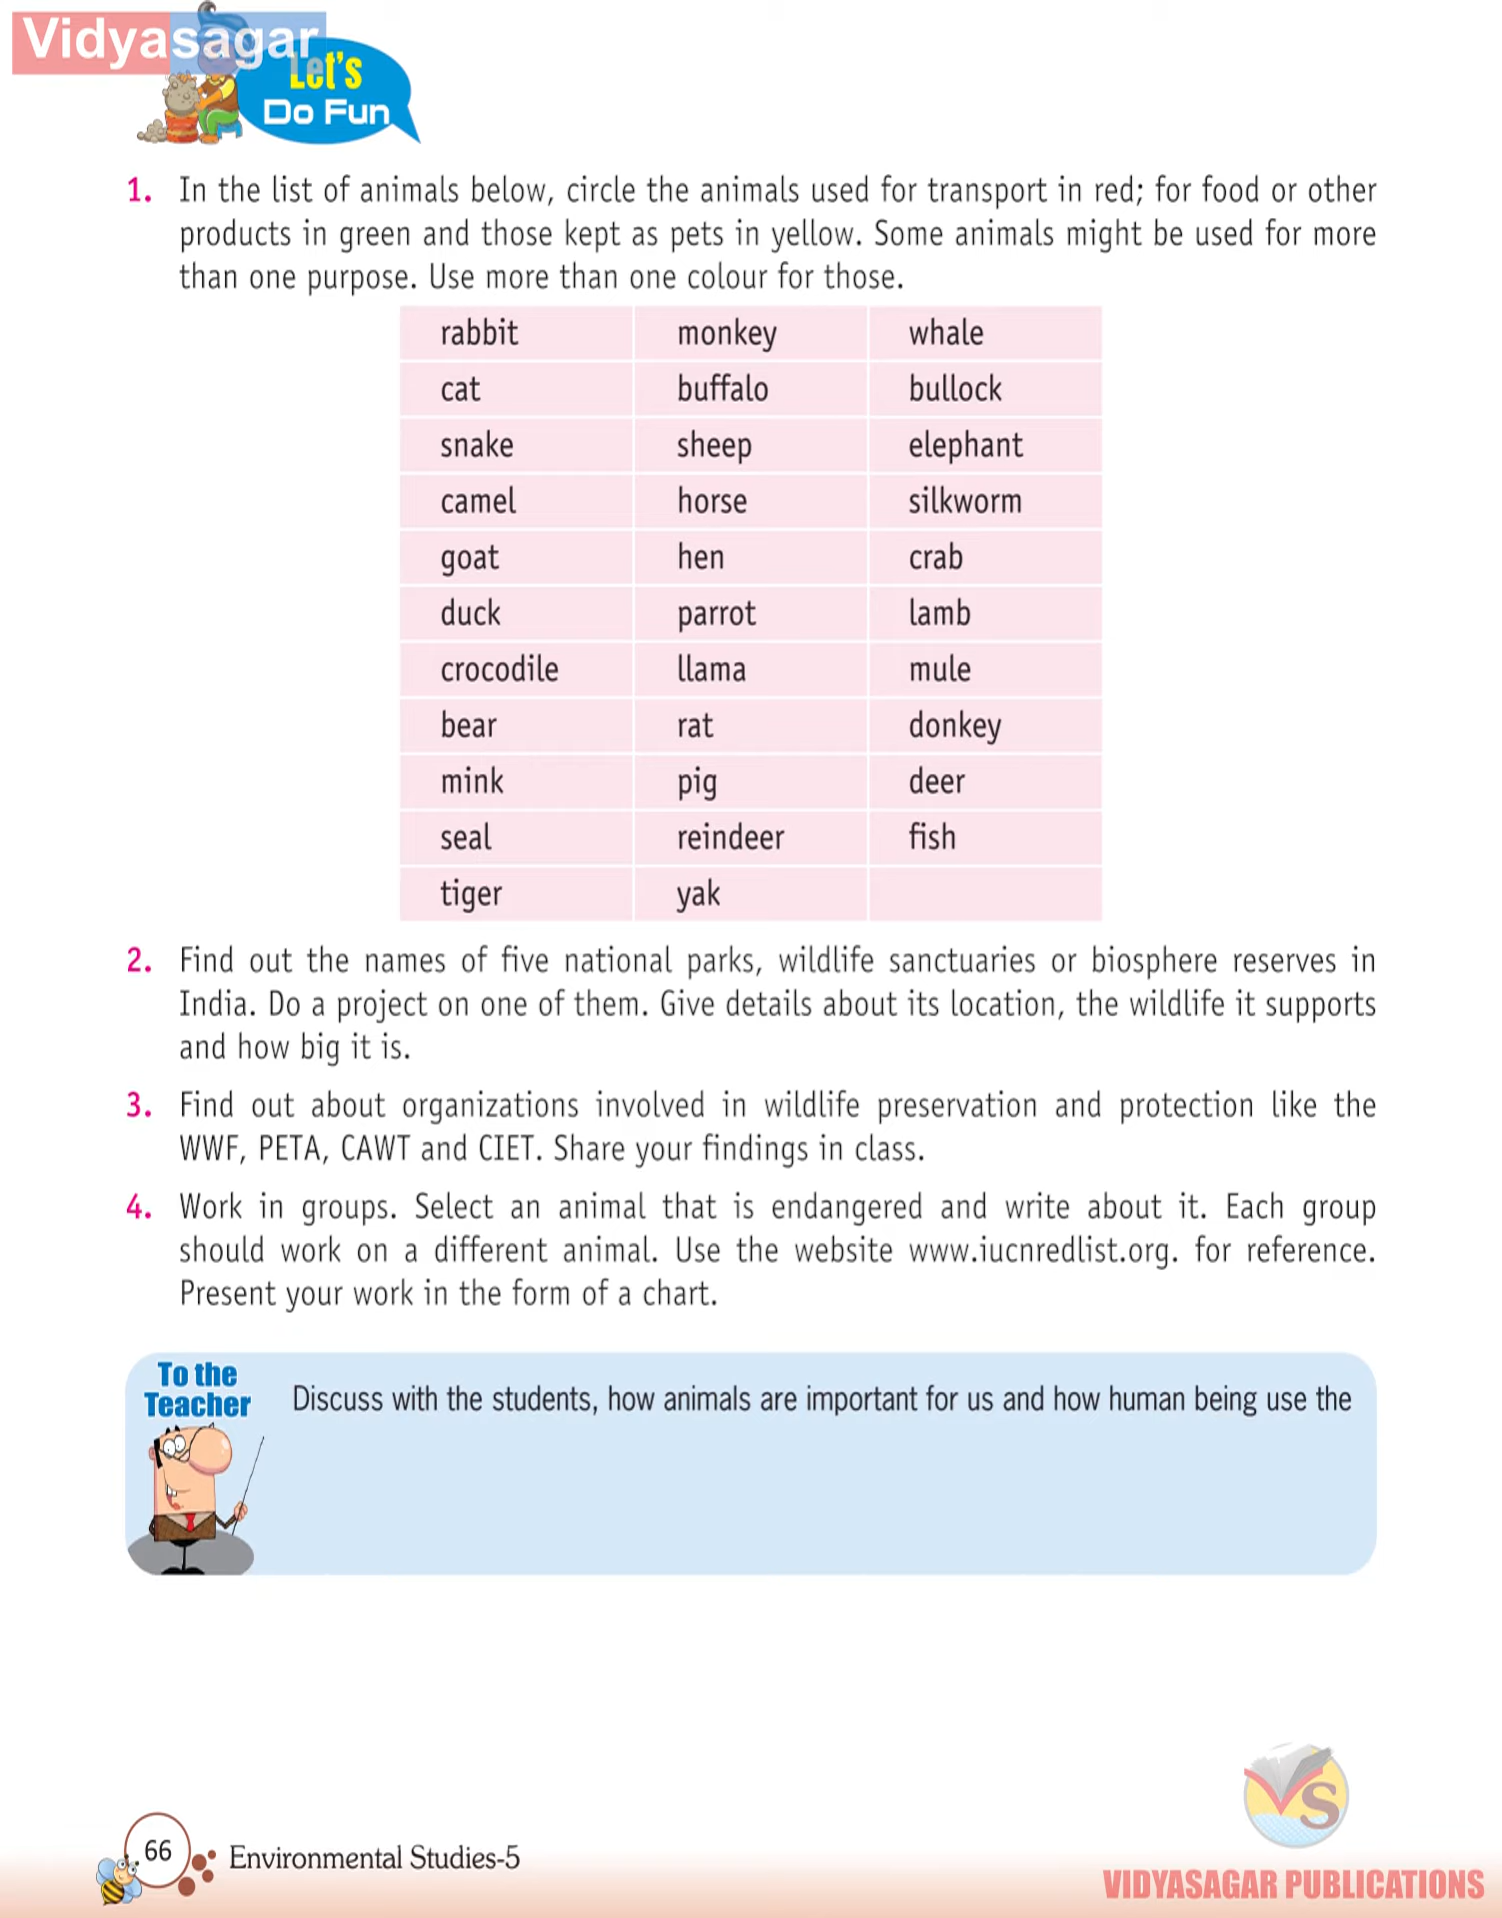 Vidyasagar
Let's
Do Fun
1. In the list of animals below, circle the animals used for transport in red; for food or other
products in green and those kept as pets in yellow. Some animals might be used for more
than one purpose. Use more than one colour for those.
rabbit monkey whale
cat buffalo bullock
snake sheep elephant
camel horse silkworm
goat hen crab
duck parrot lamb
crocodile llama mule
bear rat donkey
mink pig deer
seal reindeer fish
tiger yak
2. Find out the names of five national parks, wildlife sanctuaries or biosphere reserves in
India. Do a project on one of them. Give details about its location, the wildlife it supports
and how big it is.
3. Find out about organizations involved in wildlife preservation and protection like the
WWF, PETA, CAWT and CIET. Share your findings in class.
4. Work in groups. Select an animal that is endangered and write about it. Each group
should work on a different animal. Use the website www.iucnredlist.org. for reference.
Present your work in the form of a chart.
To the
Teacher
Discuss with the students, how animals are important for us and how human being use the
VS
66
Environmental Studies-5
VIDYASAGAR PUBLICATIONS